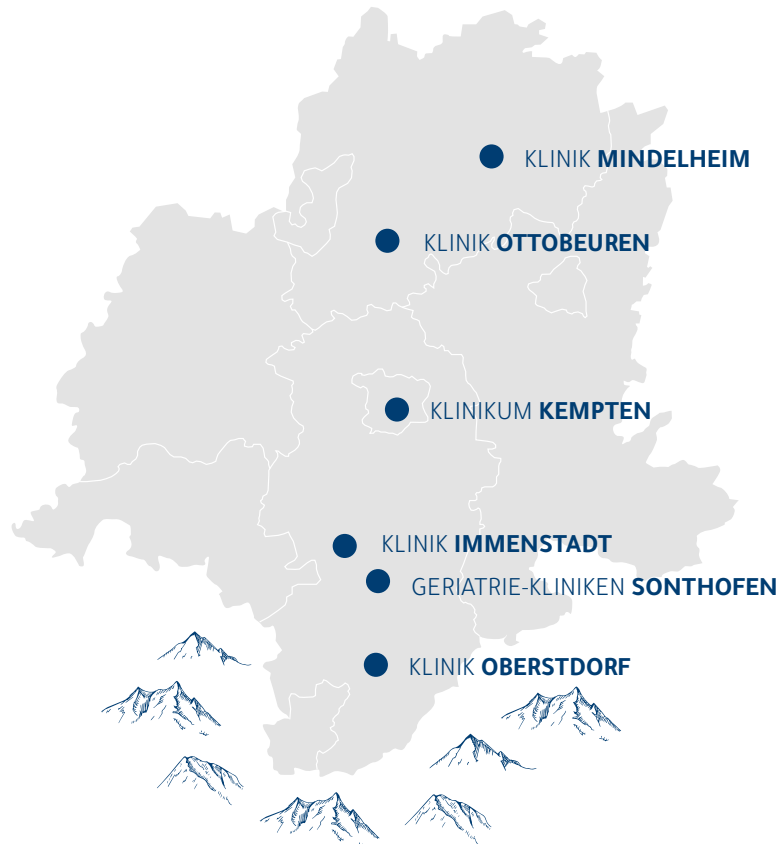 KLINIK MINDELHEIM
KLINIK OTTOBEUREN
KLINIKUM KEMPTEN
KLINIK IMMENSTADT
GERIATRIE-KLINIKEN SONTHOFEN
KLINIK OBERSTDORF